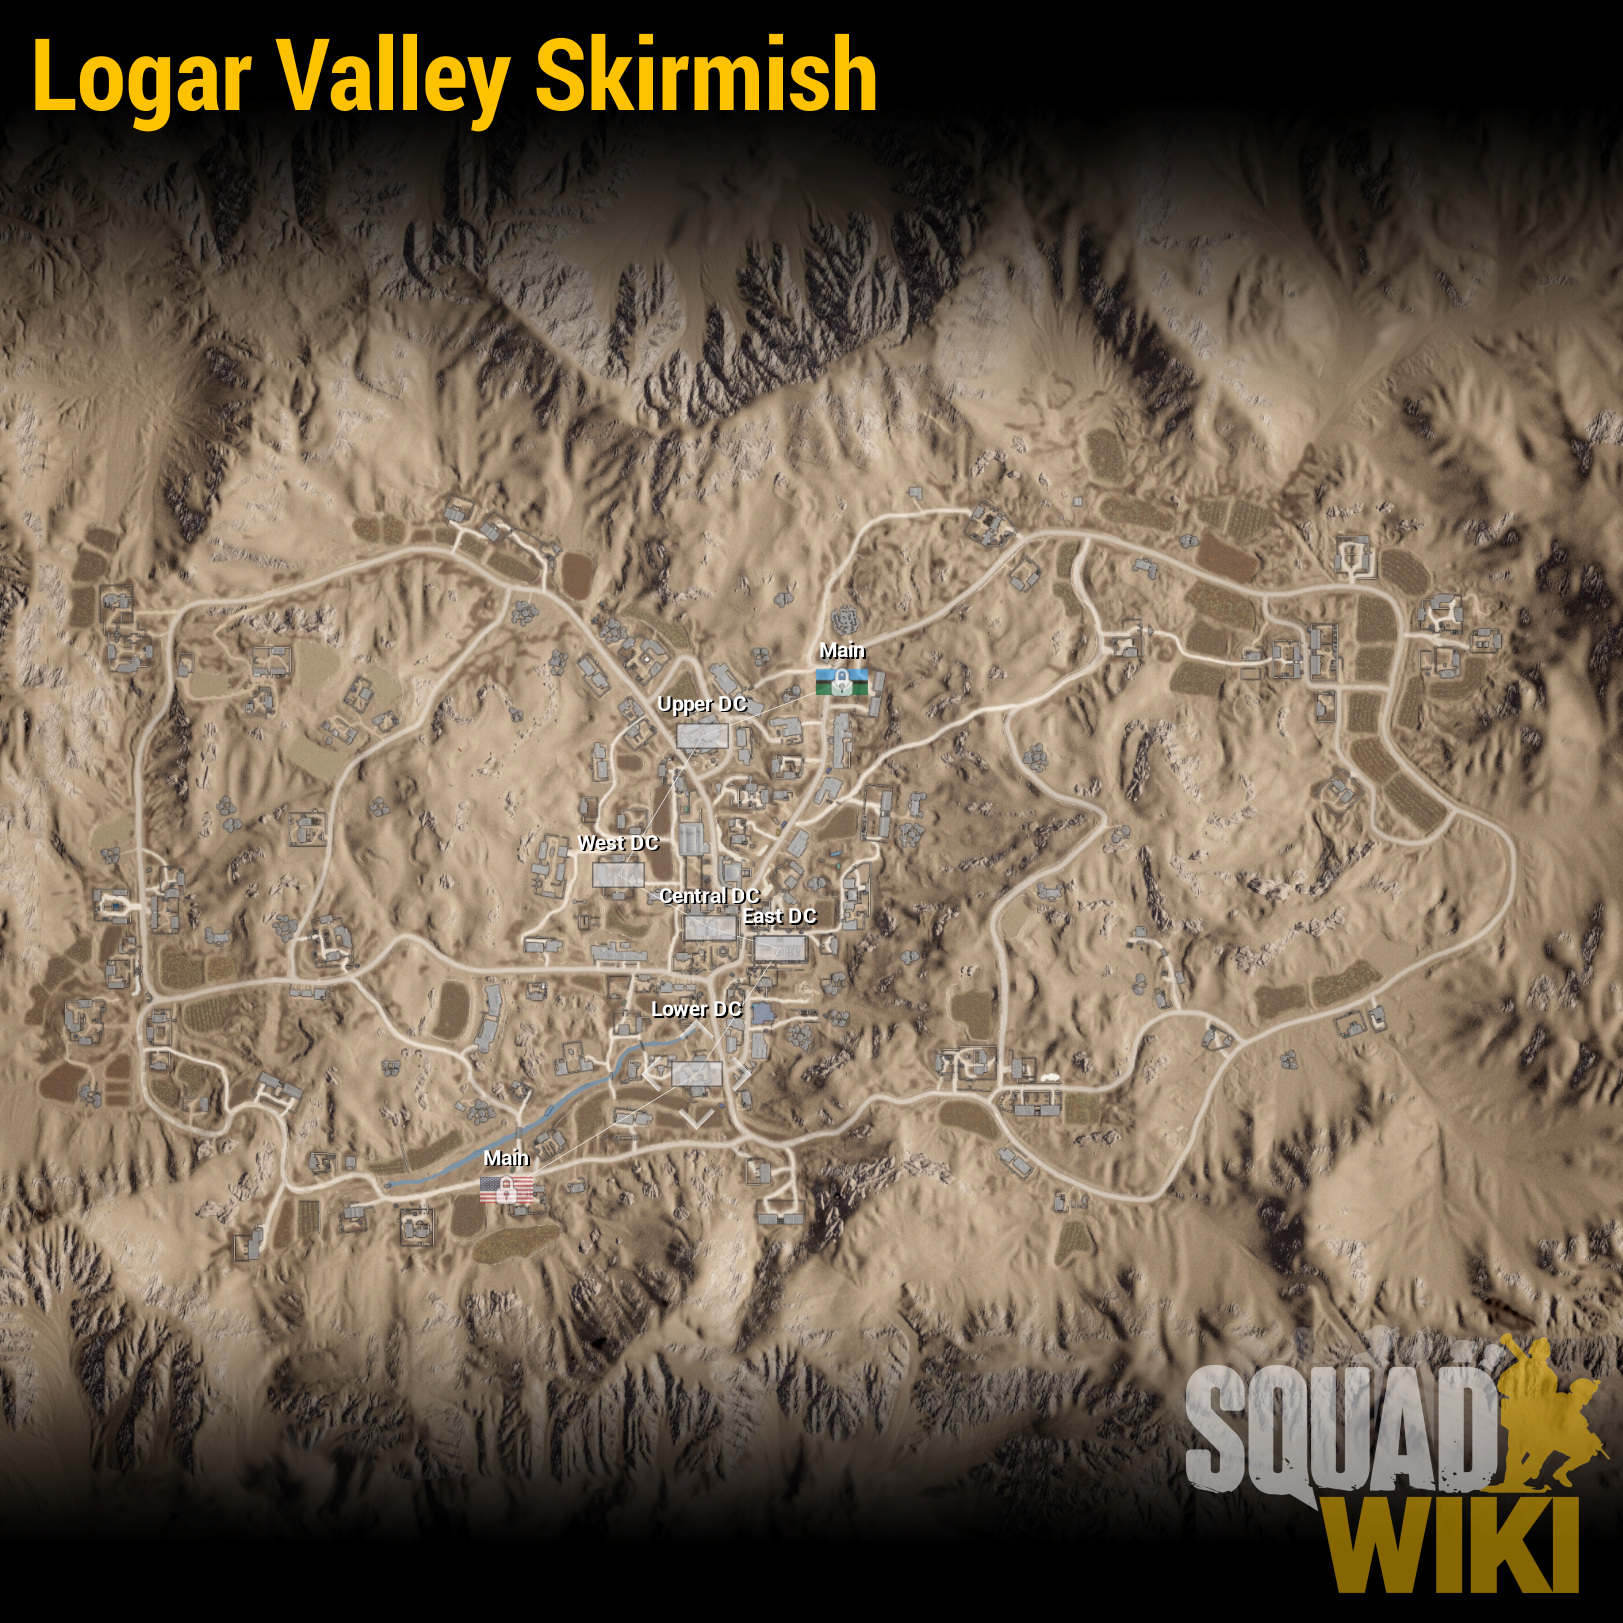 Logar Valley Skirmish
Main
Upper DC
West DC
Central DC
East DC
Lower DC
Main
SQUAD
WIKI